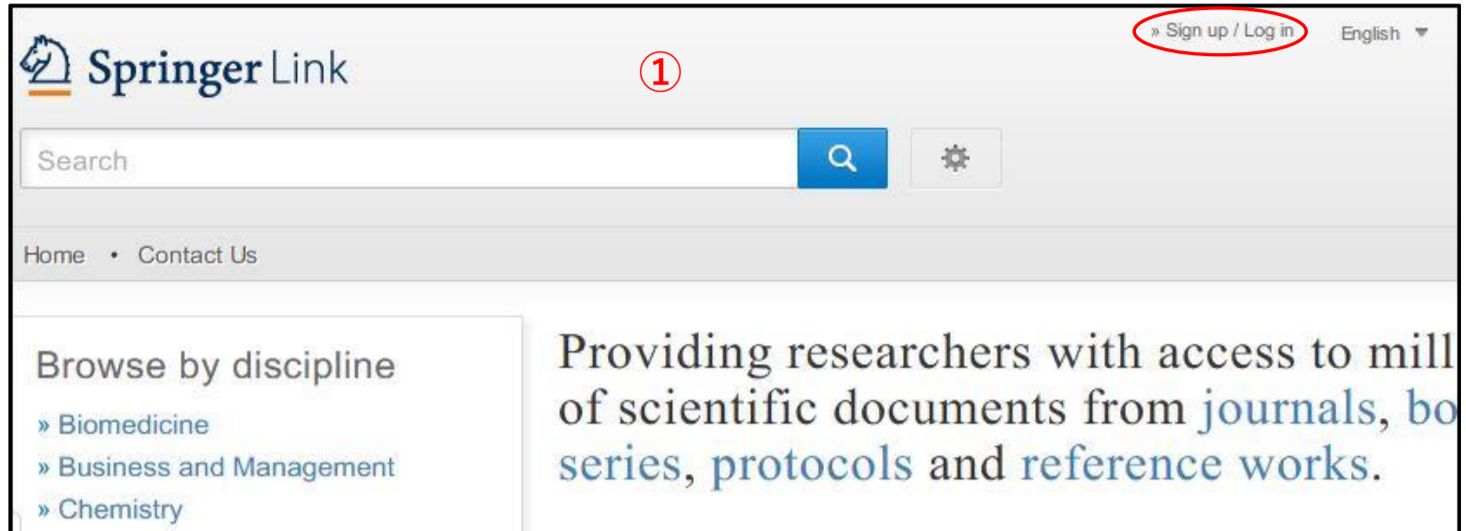 » Sign up / Log in English
Springer Link
①
Search
Home • Contact Us
Browse by discipline
» Biomedicine
» Business and Management
» Chemistry
Providing researchers with access to mill
of scientific documents from journals, bo
series, protocols and reference works.